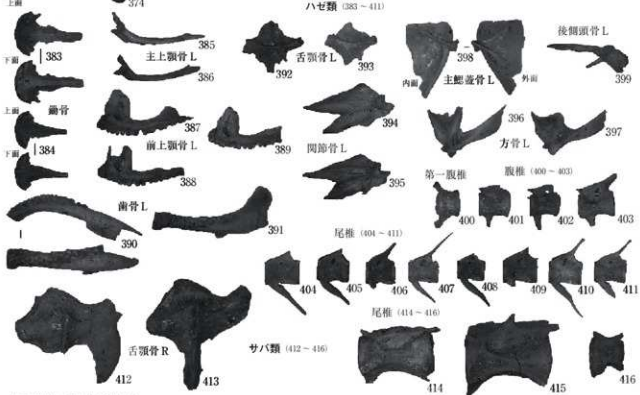 上面
374
ハゼ類 (383 ~ 411)
383
下面
385
主上顎骨 L
386
392
舌顎骨 L
393
内面
398
主鰓蓋骨 L
外面
後側頭骨 L
399
鋤骨
上面
384
下面
387
前上顎骨 L
388
389
394
関節骨 L
395
396
方骨 L
397
第一腹椎
腹椎 (400 ~ 403)
400
401
402
403
歯骨 L
390
391
尾椎 (404 ~ 411)
404
405
406
407
408
409
410
411
412
舌顎骨 R
413
サバ類 (412 ~ 416)
尾椎 (414 ~ 416)
414
415
416